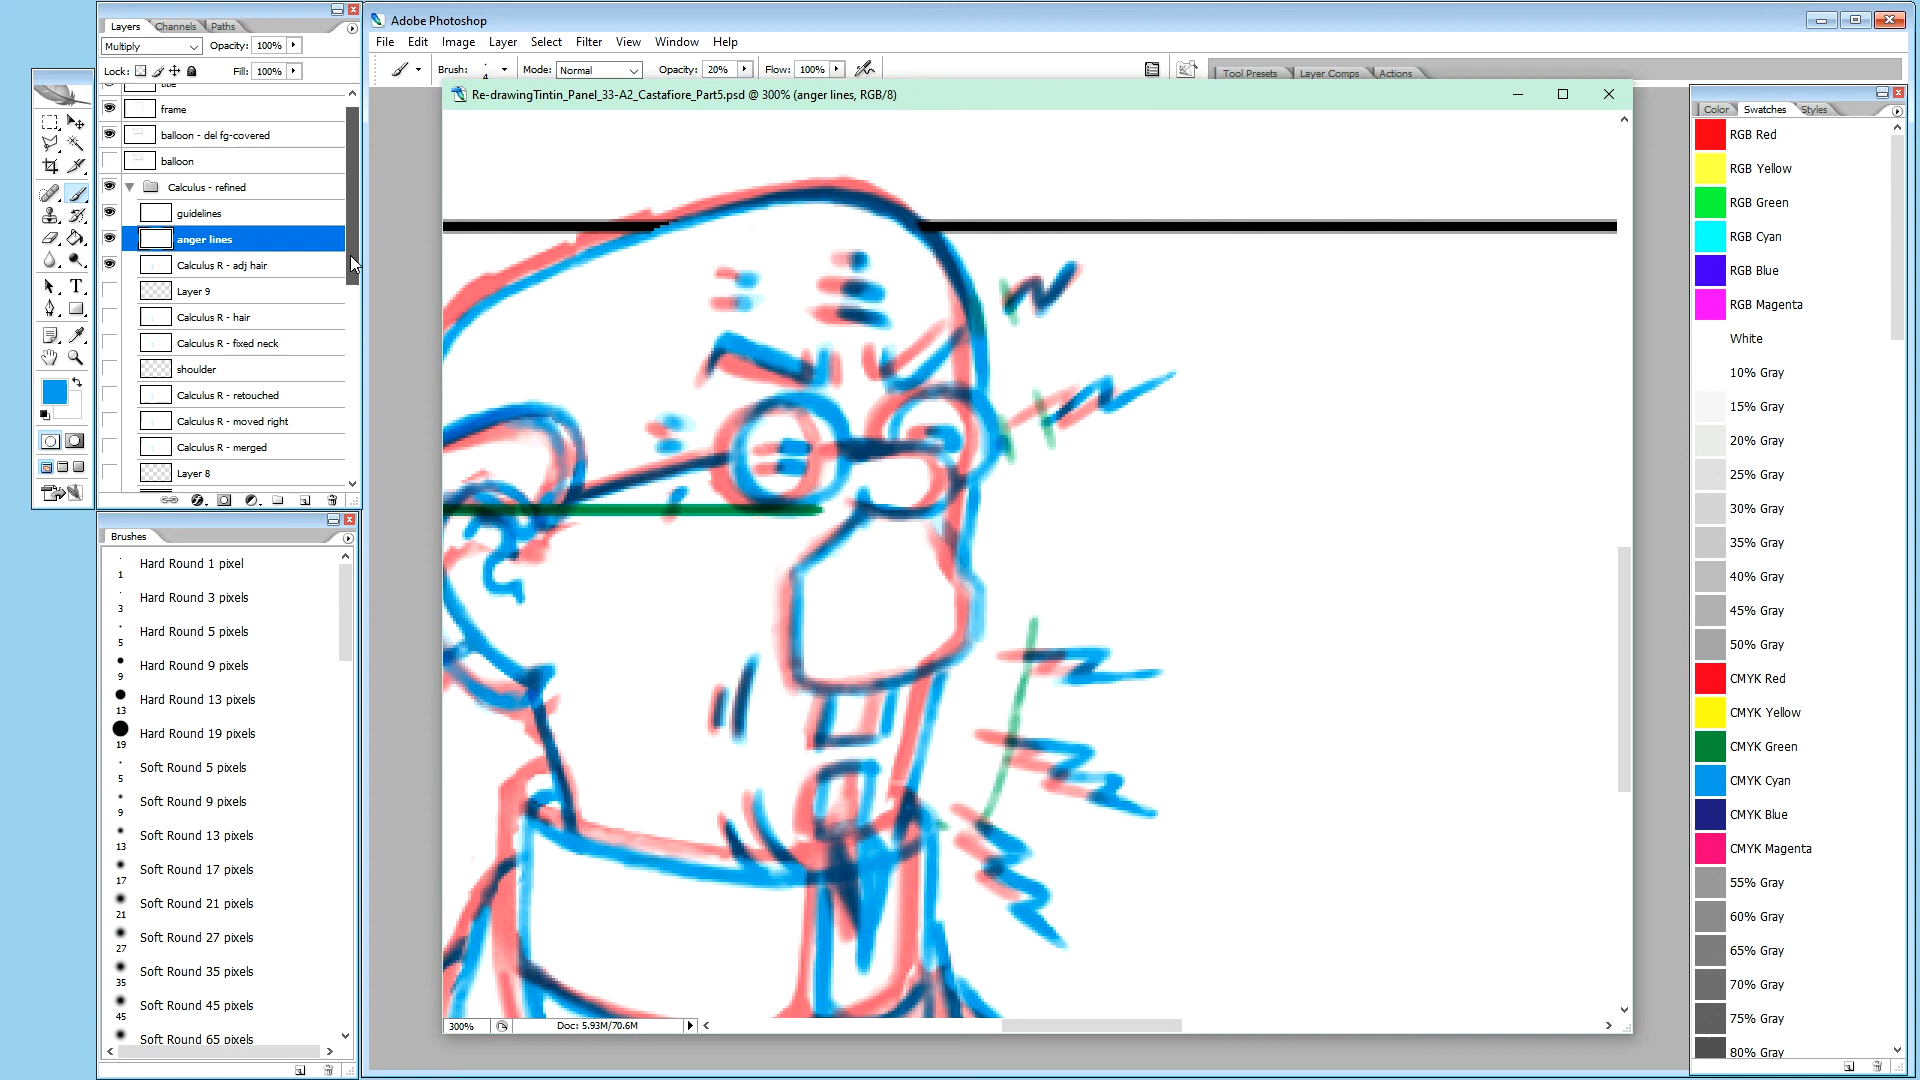 Layers Channels Paths
Multiply Opacity: 100%
Lock: Fill: 100%
title
frame
balloon - del fg-covered
balloon
Calculus - refined
guidelines
anger lines
Calculus R - adj hair
Layer 9
Calculus R - hair
Calculus R - fixed neck
shoulder
Calculus R - retouched
Calculus R - moved right
Calculus R - merged
Layer 8
Brushes
1 Hard Round 1 pixel
3 Hard Round 3 pixels
5 Hard Round 5 pixels
9 Hard Round 9 pixels
13 Hard Round 13 pixels
19 Hard Round 19 pixels
5 Soft Round 5 pixels
9 Soft Round 9 pixels
13 Soft Round 13 pixels
17 Soft Round 17 pixels
21 Soft Round 21 pixels
27 Soft Round 27 pixels
35 Soft Round 35 pixels
45 Soft Round 45 pixels
Soft Round 65 pixels
Adobe Photoshop
File Edit Image Layer Select Filter View Window Help
Brush: 4 Mode: Normal Opacity: 20% Flow: 100%
Tool Presets Layer Comps Actions
Re-drawingTintin_Panel_33-A2_Castafiore_Part5.psd @ 300% (anger lines, RGB/8)
300% Doc: 5.93M/70.6M
Color Swatches Styles
RGB Red
RGB Yellow
RGB Green
RGB Cyan
RGB Blue
RGB Magenta
White
10% Gray
15% Gray
20% Gray
25% Gray
30% Gray
35% Gray
40% Gray
45% Gray
50% Gray
CMYK Red
CMYK Yellow
CMYK Green
CMYK Cyan
CMYK Blue
CMYK Magenta
55% Gray
60% Gray
65% Gray
70% Gray
75% Gray
80% Gray